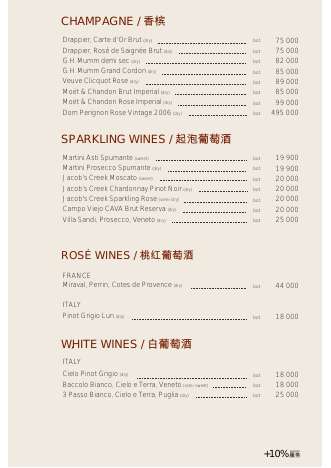 CHAMPAGNE / 香槟
Drappier, Carte d'Or Brut (dry) bot 75 000
Drappier, Rosé de Saignée Brut (dry) bot 75 000
G.H. Mumm demi sec (dry) bot 82 000
G.H. Mumm Grand Cordon (dry) bot 85 000
Veuve Clicquot Rose (dry) bot 89 000
Moet & Chandon Brut Imperial (dry) bot 85 000
Moet & Chandon Rose Imperial (dry) bot 99 000
Dom Perignon Rose Vintage 2006 (dry) bot 495 000
SPARKLING WINES / 起泡葡萄酒
Martini Asti Spumante (sweet) bot 19 900
Martini Prosecco Spumante (dry) bot 19 900
Jacob's Creek Moscato (sweet) bot 20 000
Jacob's Creek Chardonnay Pinot Noir (dry) bot 20 000
Jacob's Creek Sparkling Rose (semi-dry) bot 20 000
Campo Viejo CAVA Brut Reserva (dry) bot 20 000
Villa Sandi, Prosecco, Veneto (dry) bot 25 000
ROSÉ WINES / 桃红葡萄酒
FRANCE
Miraval, Perrin, Cotes de Provence (dry) bot 44 000
ITALY
Pinot Grigio Lun (dry) bot 18 000
WHITE WINES / 白葡萄酒
ITALY
Cielo Pinot Grigio (dry) bot 18 000
Baccolo Bianco, Cielo e Terra, Veneto (semi-sweet) bot 18 000
3 Passo Bianco, Cielo e Terra, Puglia (dry) bot 25 000
+10%